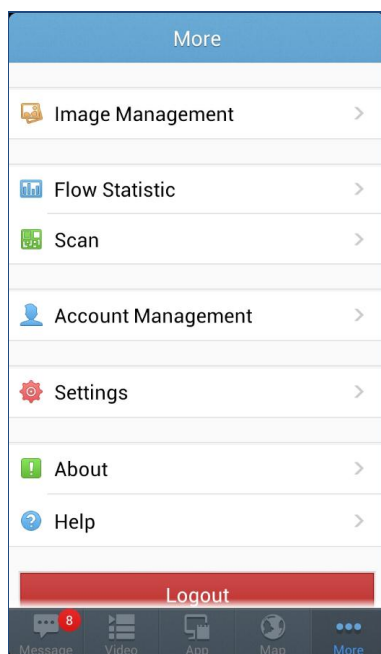 More
Image Management
Flow Statistic
Scan
Account Management
Settings
About
Help
Logout
8
Message Video App Map More